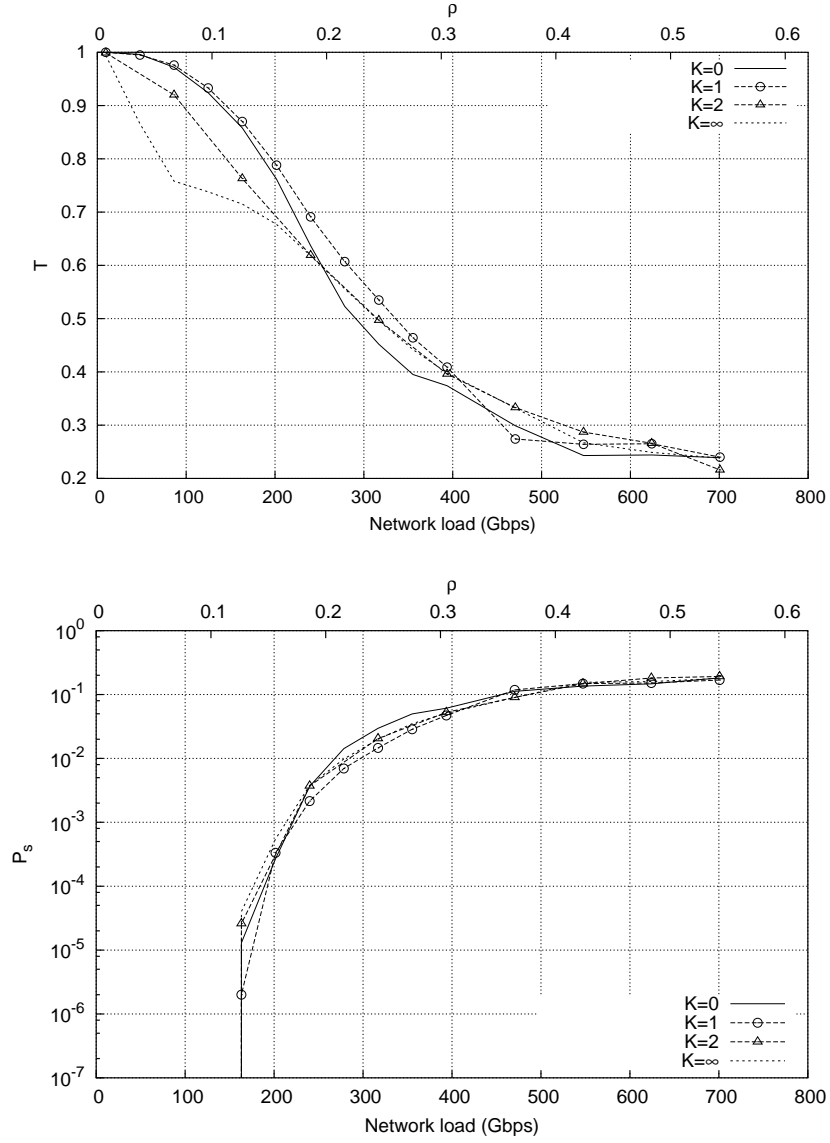 ρ
0 0.1 0.2 0.3 0.4 0.5 0.6
1
0.9
0.8
0.7
0.6
0.5
0.4
0.3
0.2
T
K=0
K=1
K=2
K=∞
0 100 200 300 400 500 600 700 800
Network load (Gbps)
ρ
0 0.1 0.2 0.3 0.4 0.5 0.6
10^0
10^-1
10^-2
10^-3
10^-4
10^-5
10^-6
10^-7
P_s
K=0
K=1
K=2
K=∞
0 100 200 300 400 500 600 700 800
Network load (Gbps)